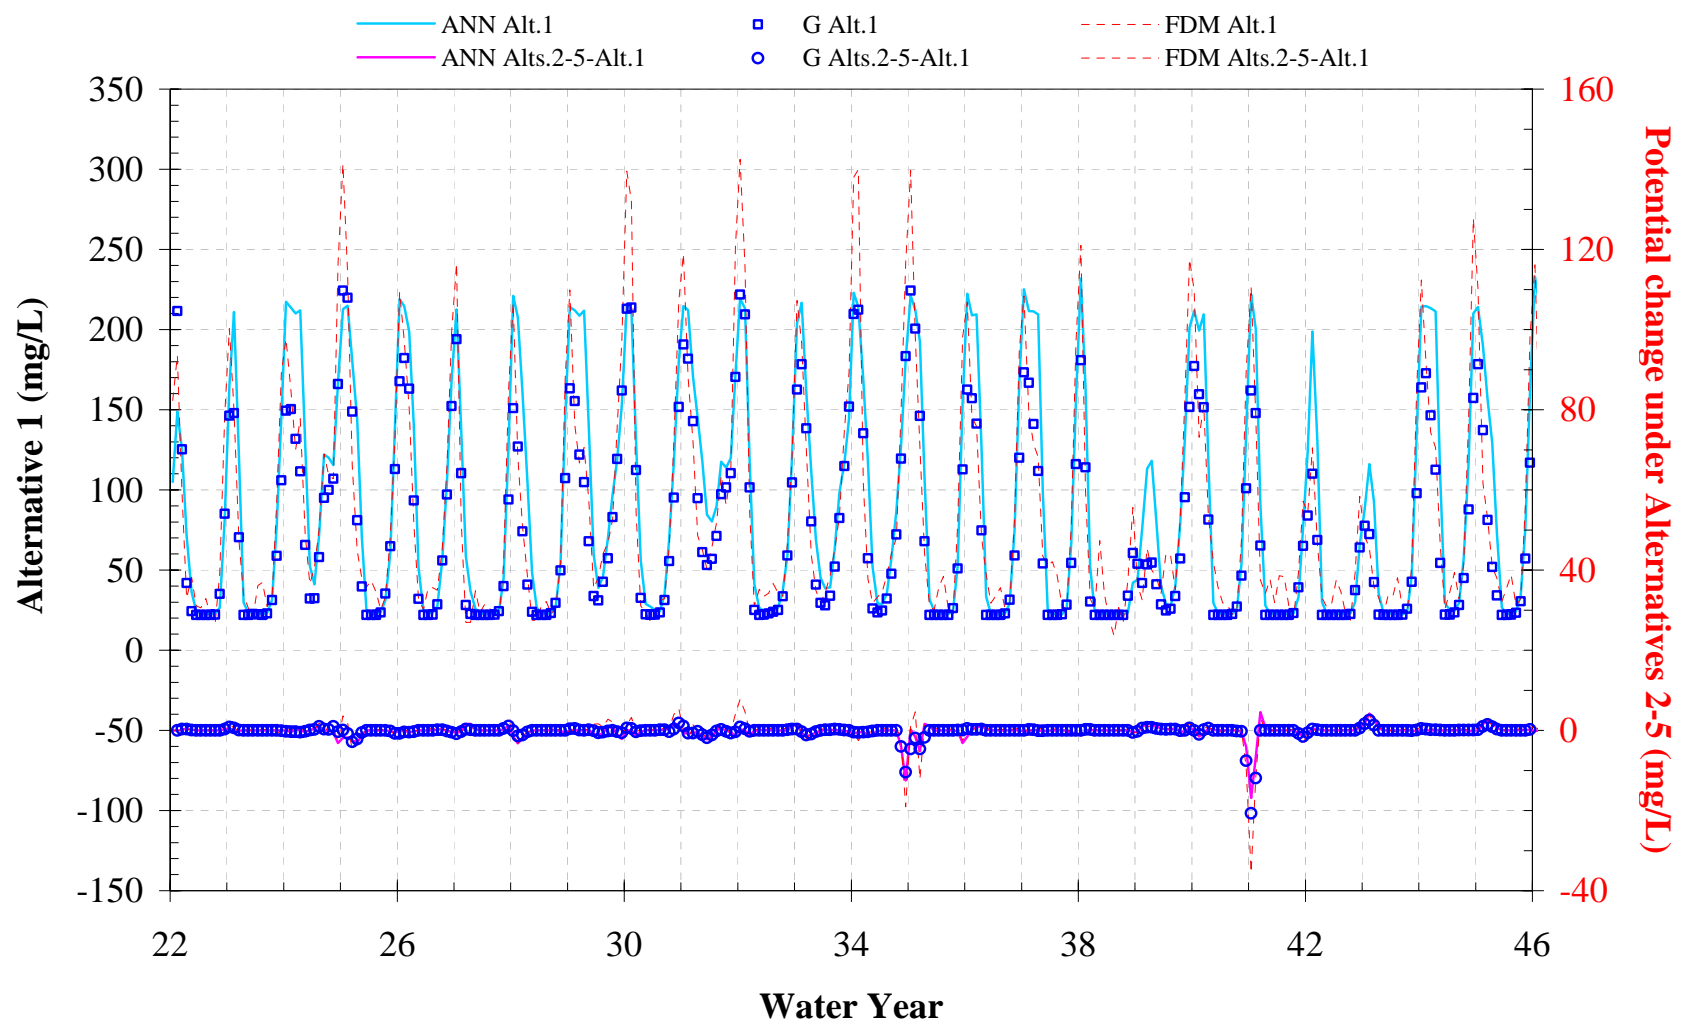 ANN Alt.1 G Alt.1 FDM Alt.1
ANN Alts.2-5-Alt.1 G Alts.2-5-Alt.1 FDM Alts.2-5-Alt.1
350 160
300
250 120
200
150 80
100
50 40
0
-50 0
-100
-150 -40
Alternative 1 (mg/L)
Potential change under Alternatives 2-5 (mg/L)
22 26 30 34 38 42 46
Water Year